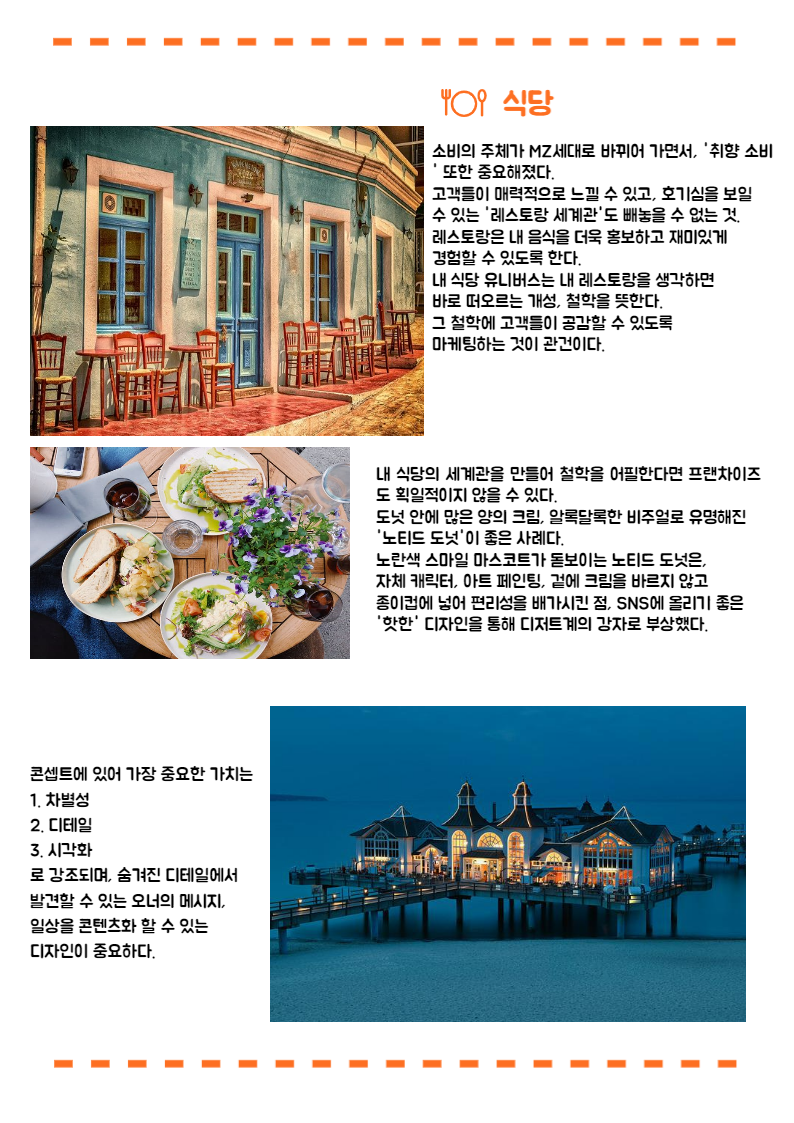 식당
소비의 주체가 MZ세대로 바뀌어 가면서, '취향 소비
' 또한 중요해졌다.
고객들이 매력적으로 느낄 수 있고, 호기심을 보일
수 있는 '레스토랑 세계관'도 빼놓을 수 없는 것.
레스토랑은 내 음식을 더욱 홍보하고 재미있게
경험할 수 있도록 한다.
내 식당 유니버스는 내 레스토랑을 생각하면
바로 떠오르는 개성, 철학을 뜻한다.
그 철학에 고객들이 공감할 수 있도록
마케팅하는 것이 관건이다.
내 식당의 세계관을 만들어 철학을 어필한다면 프랜차이즈
도 획일적이지 않을 수 있다.
도넛 안에 많은 양의 크림, 알록달록한 비주얼로 유명해진
'노티드 도넛'이 좋은 사례다.
노란색 스마일 마스코트가 돋보이는 노티드 도넛은,
자체 캐릭터, 아트 페인팅, 겉에 크림을 바르지 않고
종이컵에 넣어 편리성을 배가시킨 점, SNS에 올리기 좋은
'핫한' 디자인을 통해 디저트계의 강자로 부상했다.
콘셉트에 있어 가장 중요한 가치는
1. 차별성
2. 디테일
3. 시각화
로 강조되며, 숨겨진 디테일에서
발견할 수 있는 오너의 메시지,
일상을 콘텐츠화 할 수 있는
디자인이 중요하다.